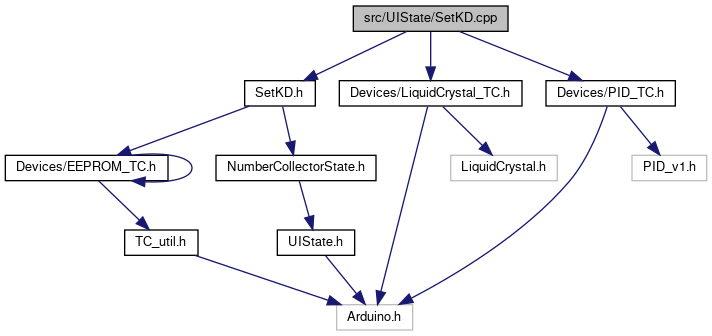 src/UIState/SetKD.cpp
SetKD.h
Devices/LiquidCrystal_TC.h
Devices/PID_TC.h
Devices/EEPROM_TC.h
NumberCollectorState.h
LiquidCrystal.h
PID_v1.h
TC_util.h
UIState.h
Arduino.h